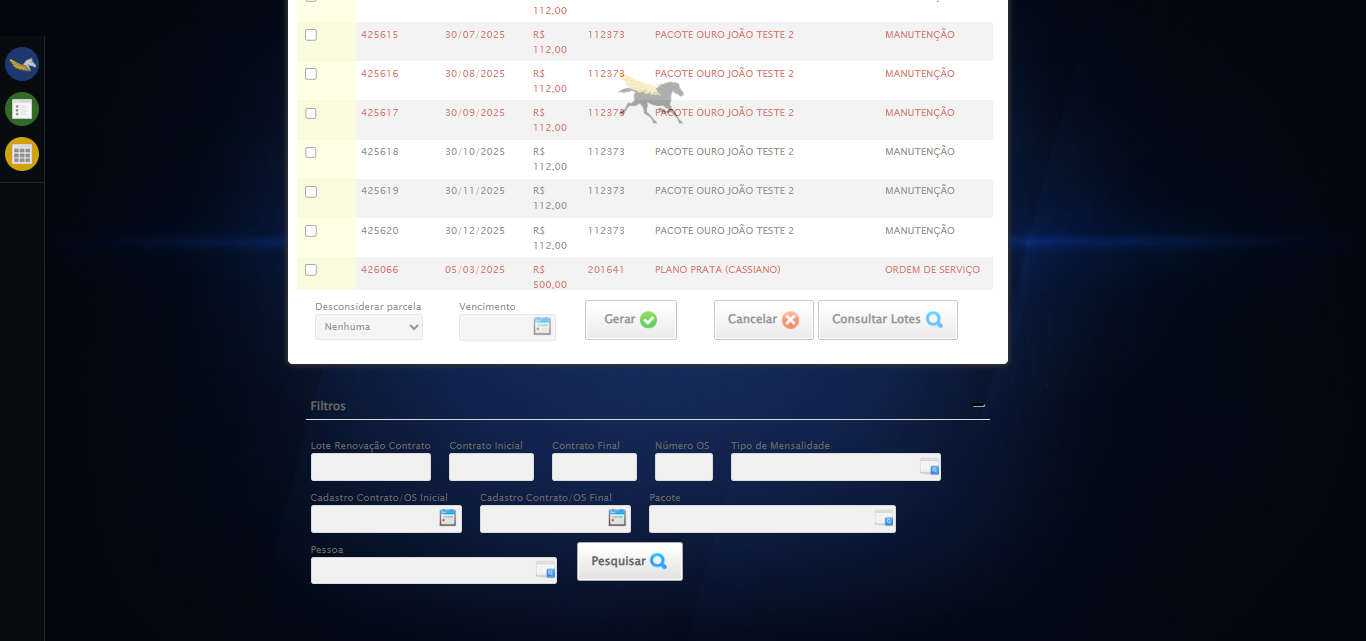 112,00
425615 30/07/2025 R$ 112373 PACOTE OURO JOÃO TESTE 2 MANUTENÇÃO
112,00
425616 30/08/2025 R$ 112373 PACOTE OURO JOÃO TESTE 2 MANUTENÇÃO
112,00
425617 30/09/2025 R$ 112373 PACOTE OURO JOÃO TESTE 2 MANUTENÇÃO
112,00
425618 30/10/2025 R$ 112373 PACOTE OURO JOÃO TESTE 2 MANUTENÇÃO
112,00
425619 30/11/2025 R$ 112373 PACOTE OURO JOÃO TESTE 2 MANUTENÇÃO
112,00
425620 30/12/2025 R$ 112373 PACOTE OURO JOÃO TESTE 2 MANUTENÇÃO
112,00
426066 05/03/2025 R$ 201641 PLANO PRATA (CASSIANO) ORDEM DE SERVIÇO
500,00
Desconsiderar parcela Vencimento
Nenhuma Gerar Cancelar Consultar Lotes
Filtros
Lote Renovação Contrato Contrato Inicial Contrato Final Número OS Tipo de Mensalidade
Cadastro Contrato/OS Inicial Cadastro Contrato/OS Final Pacote
Pessoa
Pesquisar